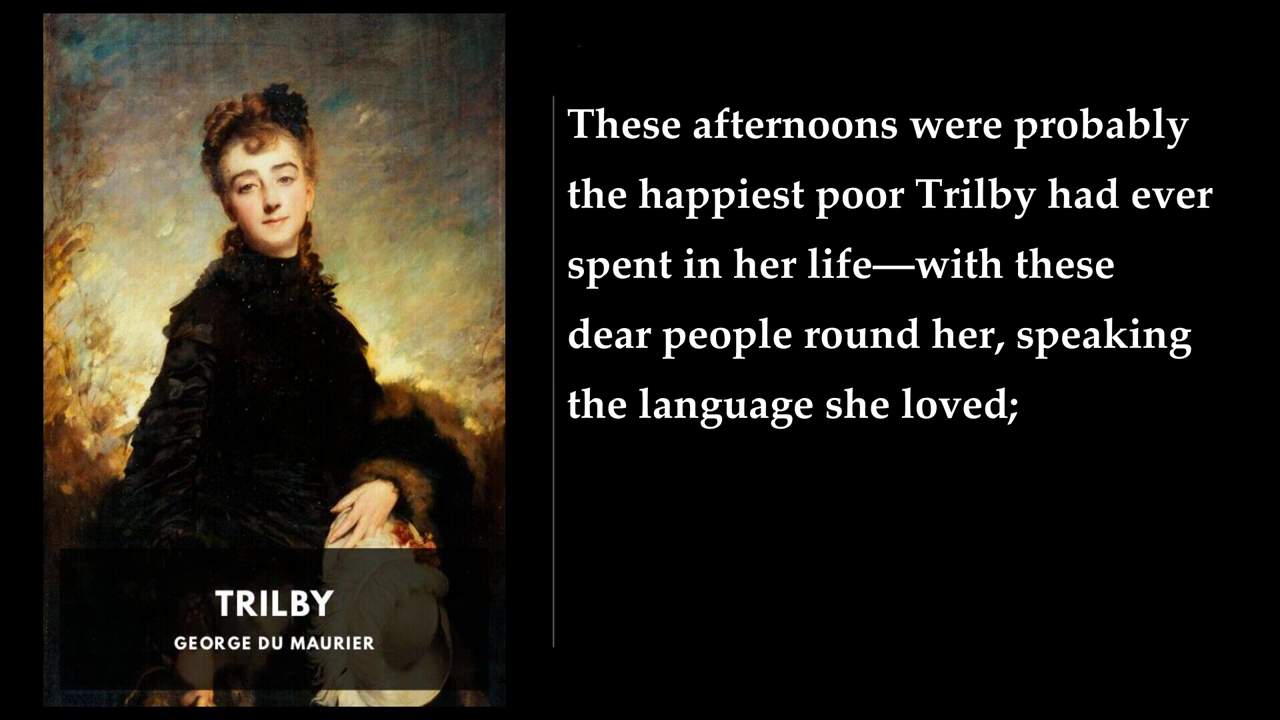 TRILBY
GEORGE DU MAURIER
These afternoons were probably
the happiest poor Trilby had ever
spent in her life—with these
dear people round her, speaking
the language she loved;